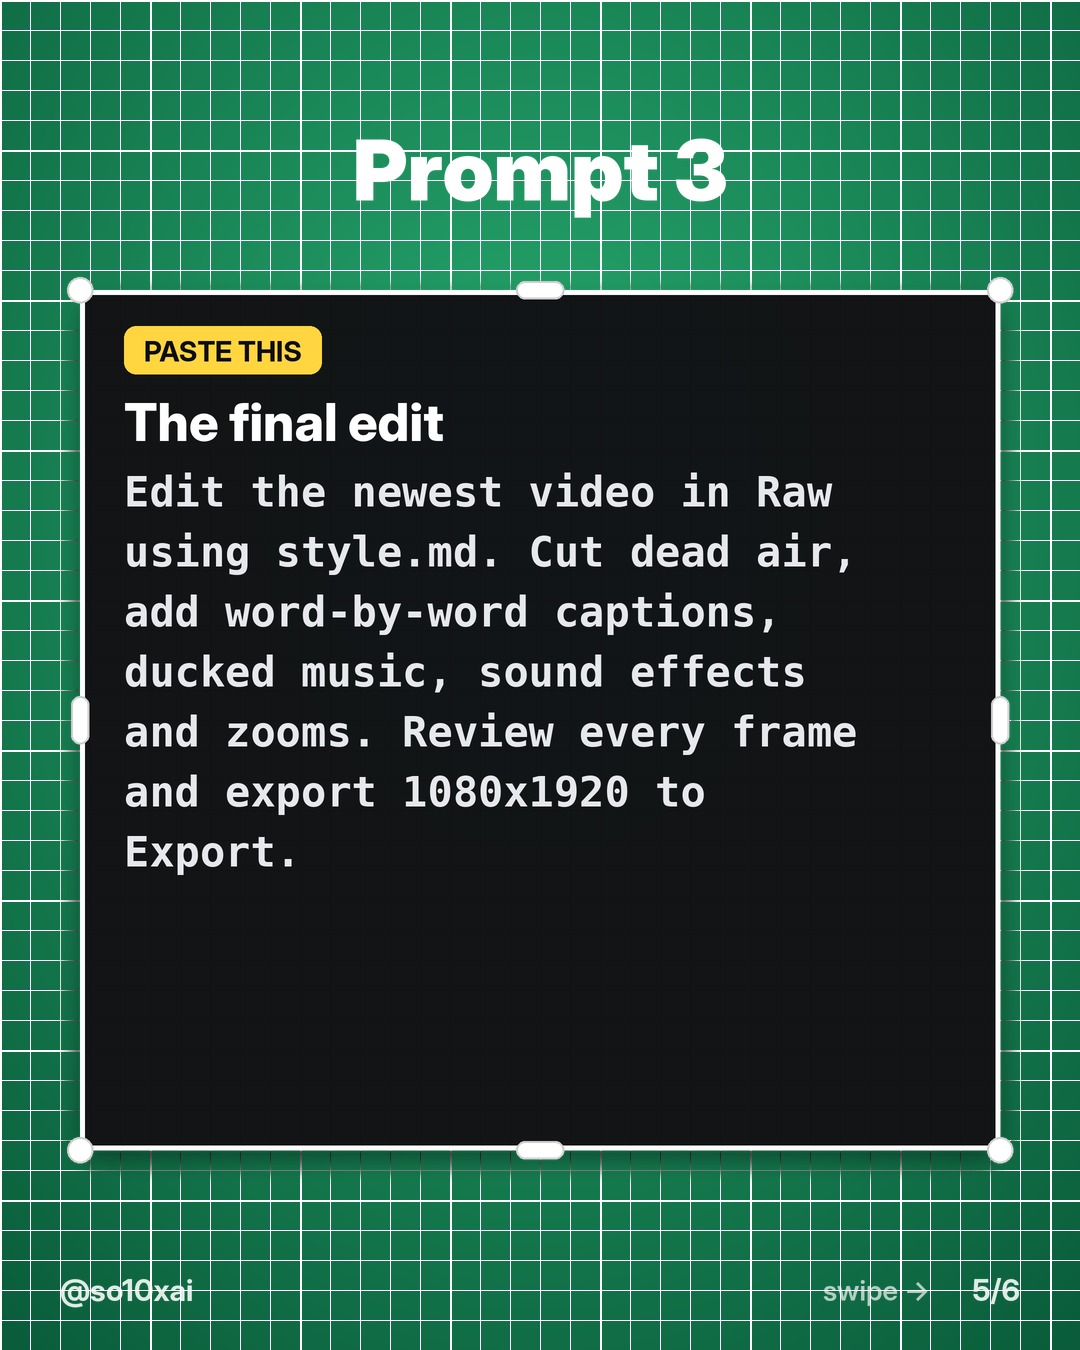 Prompt 3
PASTE THIS
The final edit
Edit the newest video in Raw
using style.md. Cut dead air,
add word-by-word captions,
ducked music, sound effects
and zooms. Review every frame
and export 1080x1920 to
Export.
@so10xai
swipe → 5/6